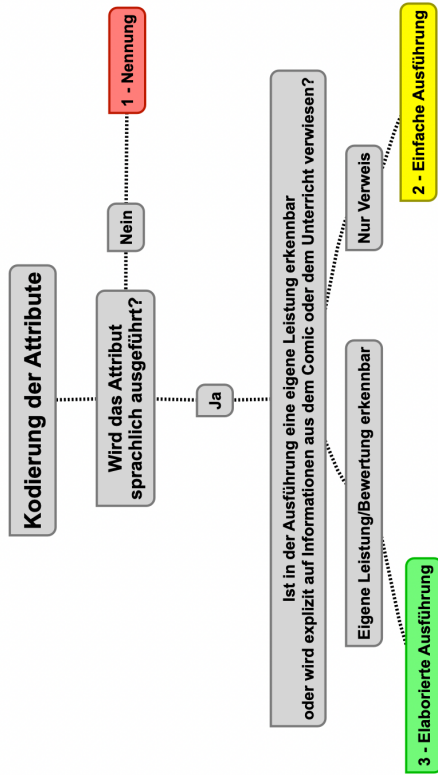 Kodierung der Attribute
Wird das Attribut
sprachlich ausgeführt?
Nein
1 - Nennung
Ja
Ist in der Ausführung eine eigene Leistung erkennbar
oder wird explizit auf Informationen aus dem Comic oder dem Unterricht verwiesen?
Eigene Leistung/Bewertung erkennbar
Nur Verweis
3 - Elaborierte Ausführung
2 - Einfache Ausführung